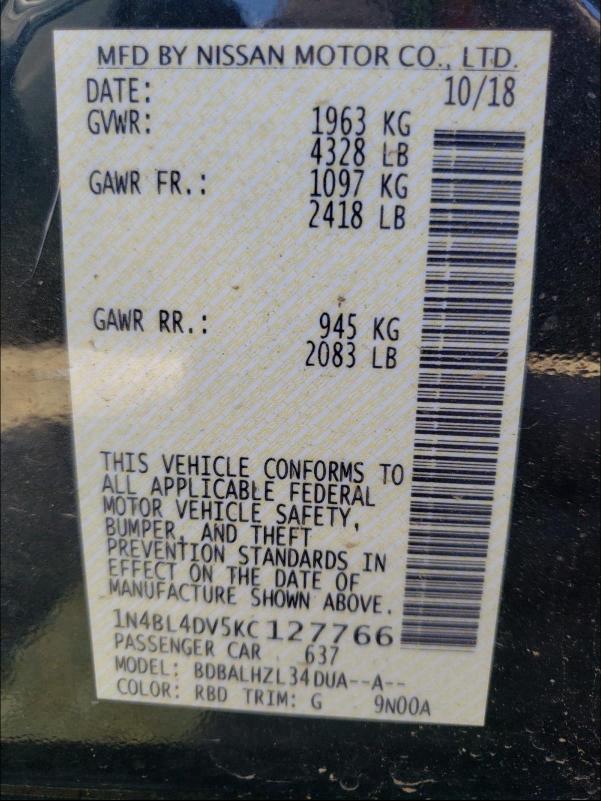 MFD BY NISSAN MOTOR CO., LTD.
DATE: 10/18
GVWR: 1963 KG
4328 LB
GAWR FR.: 1097 KG
2418 LB
GAWR RR.: 945 KG
2083 LB
THIS VEHICLE CONFORMS TO
ALL APPLICABLE FEDERAL
MOTOR VEHICLE SAFETY,
BUMPER, AND THEFT
PREVENTION STANDARDS IN
EFFECT ON THE DATE OF
MANUFACTURE SHOWN ABOVE.
1N4BL4DV5KC127766
PASSENGER CAR 637
MODEL: BDBALHZL34DUA--A--
COLOR: RBD TRIM: G 9N00A